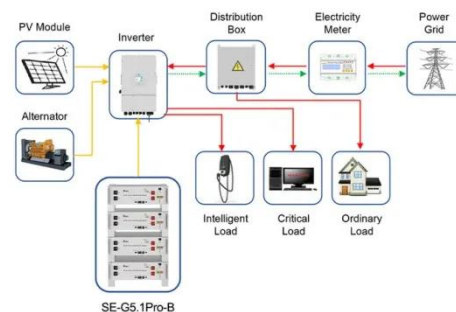 PV Module
Inverter
Distribution
Box
Electricity
Meter
Power
Grid
Alternator
Intelligent
Load
Critical
Load
Ordinary
Load
SE-G5.1Pro-B